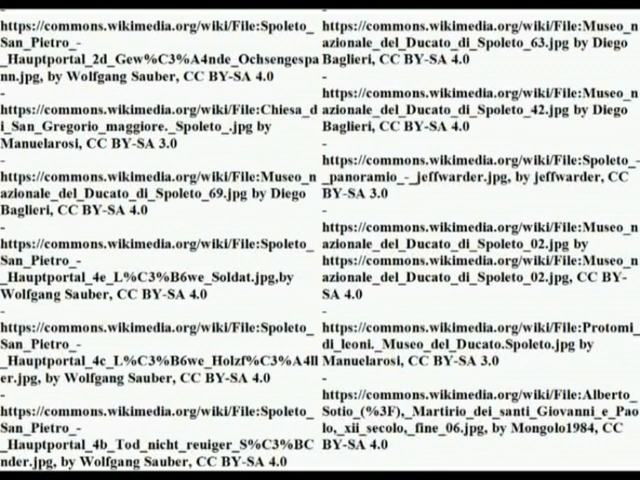 -
https://commons.wikimedia.org/wiki/File:Spoleto_
San_Pietro_-
_Hauptportal_2d_Gew%C3%A4nde_Ochsengespa
nn.jpg, by Wolfgang Sauber, CC BY-SA 4.0
-
https://commons.wikimedia.org/wiki/File:Chiesa_d
i_San_Gregorio_maggiore._Spoleto_.jpg by
Manuelarosi, CC BY-SA 3.0
-
https://commons.wikimedia.org/wiki/File:Museo_n
azionale_del_Ducato_di_Spoleto_69.jpg by Diego
Baglieri, CC BY-SA 4.0
-
https://commons.wikimedia.org/wiki/File:Spoleto_
San_Pietro_-
_Hauptportal_4e_L%C3%B6we_Soldat.jpg,by
Wolfgang Sauber, CC BY-SA 4.0
-
https://commons.wikimedia.org/wiki/File:Spoleto_
San_Pietro_-
_Hauptportal_4c_L%C3%B6we_Holzf%C3%A4ll
er.jpg, by Wolfgang Sauber, CC BY-SA 4.0
-
https://commons.wikimedia.org/wiki/File:Spoleto_
San_Pietro_-
_Hauptportal_4b_Tod_nicht_reuiger_S%C3%BC
nder.jpg, by Wolfgang Sauber, CC BY-SA 4.0
-
https://commons.wikimedia.org/wiki/File:Museo_n
azionale_del_Ducato_di_Spoleto_63.jpg by Diego
Baglieri, CC BY-SA 4.0
-
https://commons.wikimedia.org/wiki/File:Museo_n
azionale_del_Ducato_di_Spoleto_42.jpg by Diego
Baglieri, CC BY-SA 4.0
-
https://commons.wikimedia.org/wiki/File:Spoleto_-
_panoramio_-_jeffwarder.jpg, by jeffwarder, CC
BY-SA 3.0
-
https://commons.wikimedia.org/wiki/File:Museo_n
azionale_del_Ducato_di_Spoleto_02.jpg by
https://commons.wikimedia.org/wiki/File:Museo_n
azionale_del_Ducato_di_Spoleto_02.jpg, CC BY-
SA 4.0
-
https://commons.wikimedia.org/wiki/File:Protomi_
di_leoni._Museo_del_Ducato.Spoleto.jpg by
Manuelarosi, CC BY-SA 3.0
-
https://commons.wikimedia.org/wiki/File:Alberto_
Sotio_(%3F),_Martirio_dei_santi_Giovanni_e_Pao
lo,_xii_secolo,_fine_06.jpg, by Mongolo1984, CC
BY-SA 4.0